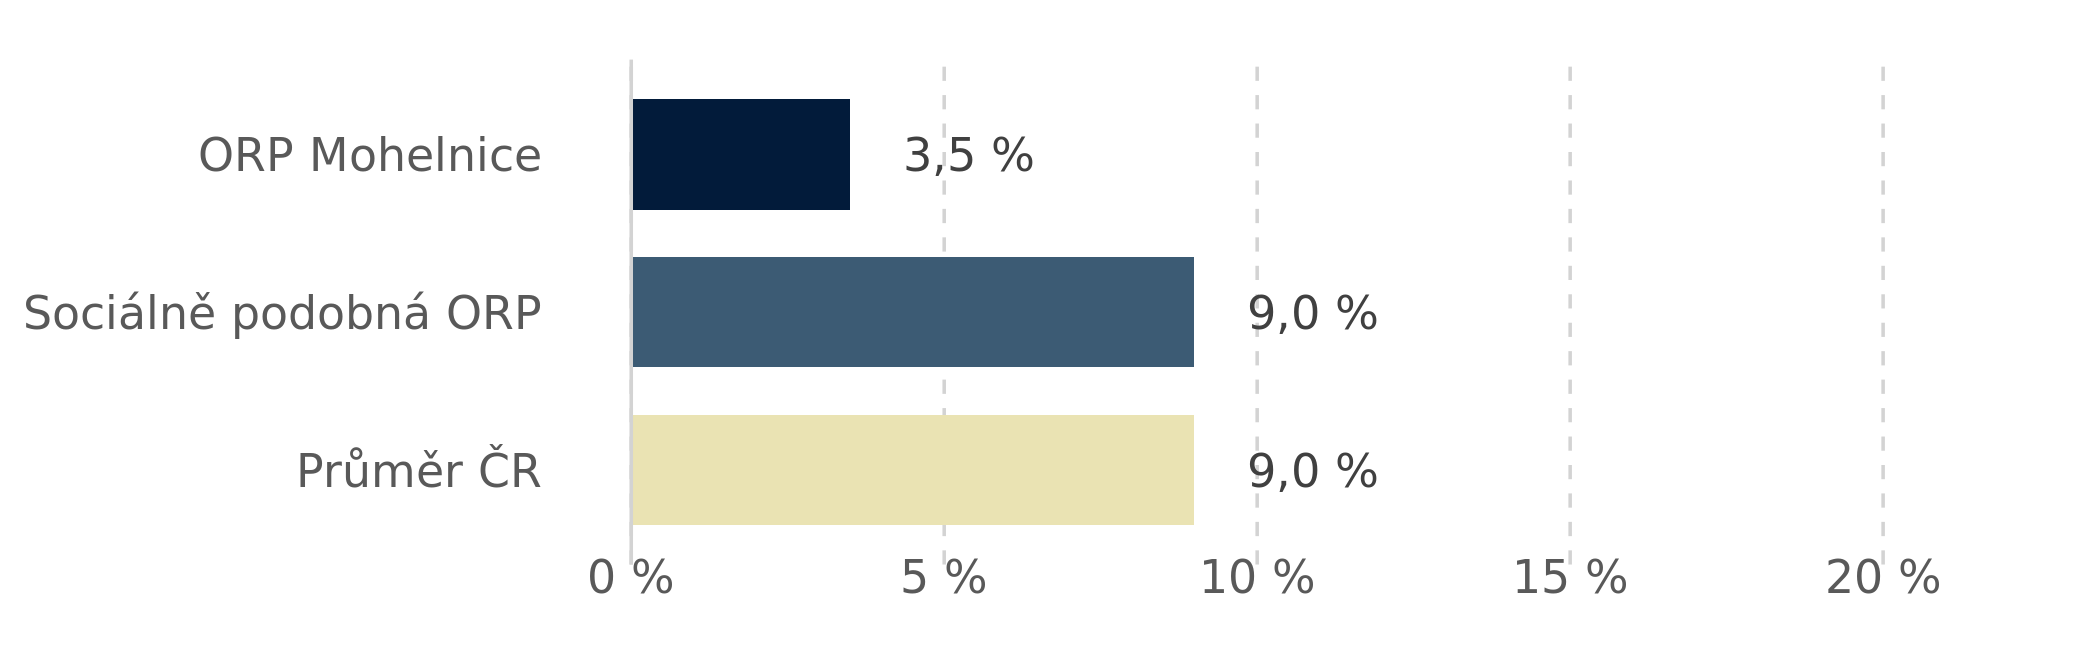 ORP Mohelnice 3,5 %
Sociálně podobná ORP 9,0 %
Průměr ČR 9,0 %
0 % 5 % 10 % 15 % 20 %